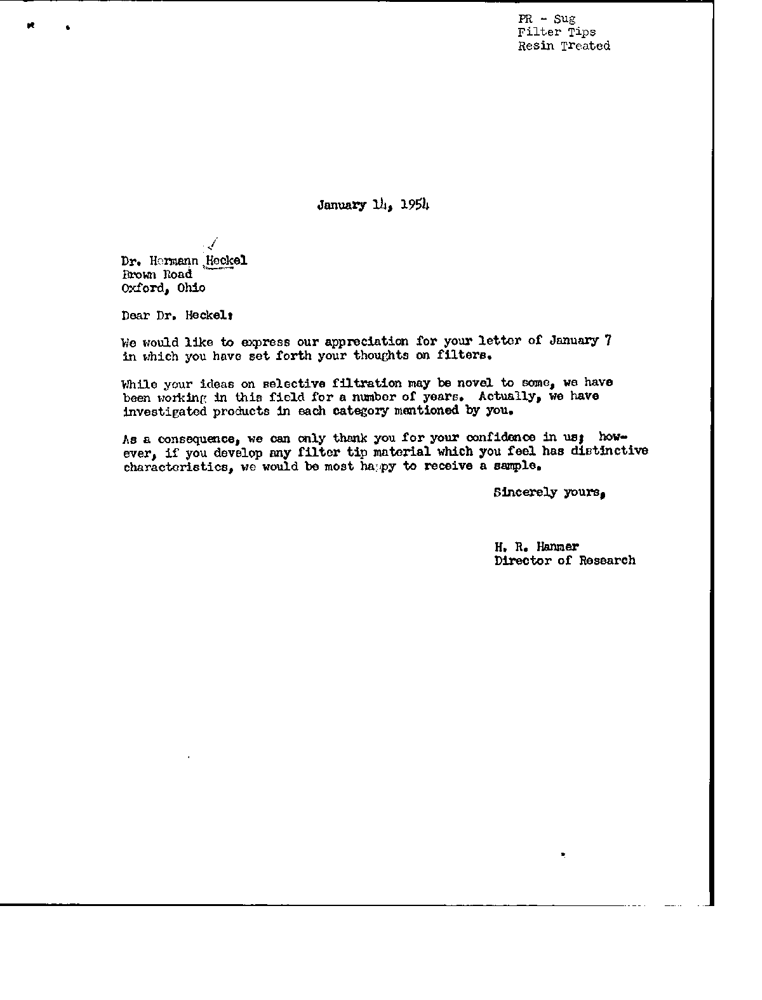 PR - Sug
Filter Tips
Resin Treated
January 14, 1954
Dr. Hermann Heckel
Brown Road
Oxford, Ohio
Dear Dr. Heckel:
We would like to express our appreciation for your letter of January 7
in which you have set forth your thoughts on filters.
While your ideas on selective filtration may be novel to some, we have
been working in this field for a number of years. Actually, we have
investigated products in each category mentioned by you.
As a consequence, we can only thank you for your confidence in us; how-
ever, if you develop any filter tip material which you feel has distinctive
characteristics, we would be most happy to receive a sample.
Sincerely yours,
H. R. Hanmer
Director of Research